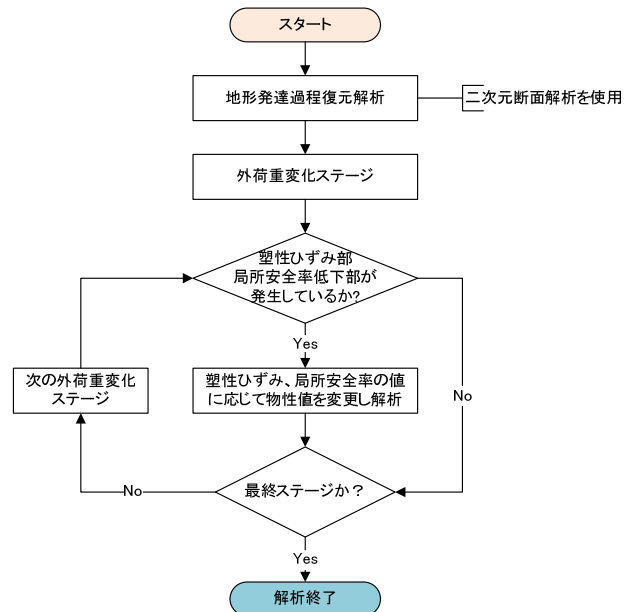 スタート
地形発達過程復元解析
二次元断面解析を使用
外荷重変化ステージ
塑性ひずみ部
局所安全率低下部が
発生しているか?
Yes
No
次の外荷重変化
ステージ
塑性ひずみ、局所安全率の値
に応じて物性値を変更し解析
最終ステージか？
No
Yes
解析終了